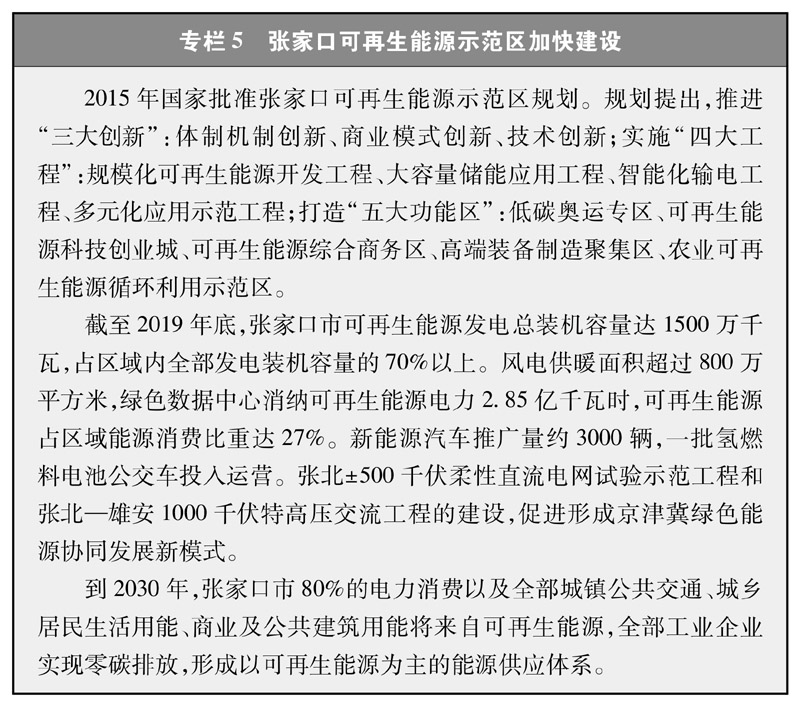 专栏 5　张家口可再生能源示范区加快建设
2015 年国家批准张家口可再生能源示范区规划。规划提出,推进
“三大创新”:体制机制创新、商业模式创新、技术创新;实施“四大工
程”:规模化可再生能源开发工程、大容量储能应用工程、智能化输电工
程、多元化应用示范工程;打造“五大功能区”:低碳奥运专区、可再生能
源科技创业城、可再生能源综合商务区、高端装备制造聚集区、农业可再
生能源循环利用示范区。
截至 2019 年底,张家口市可再生能源发电总装机容量达 1500 万千
瓦,占区域内全部发电装机容量的 70%以上。风电供暖面积超过 800 万
平方米,绿色数据中心消纳可再生能源电力 2.85 亿千瓦时,可再生能源
占区域能源消费比重达 27%。新能源汽车推广量约 3000 辆,一批氢燃
料电池公交车投入运营。张北±500 千伏柔性直流电网试验示范工程和
张北—雄安 1000 千伏特高压交流工程的建设,促进形成京津冀绿色能
源协同发展新模式。
到 2030 年,张家口市 80%的电力消费以及全部城镇公共交通、城乡
居民生活用能、商业及公共建筑用能将来自可再生能源,全部工业企业
实现零碳排放,形成以可再生能源为主的能源供应体系。